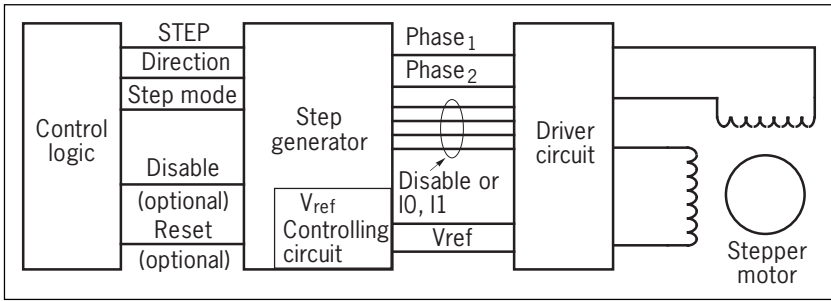 Control
logic
STEP
Direction
Step mode
Disable
(optional)
Reset
(optional)
Step
generator
Vref
Controlling
circuit
Phase1
Phase2
Disable or
I0, I1
Vref
Driver
circuit
Stepper
motor